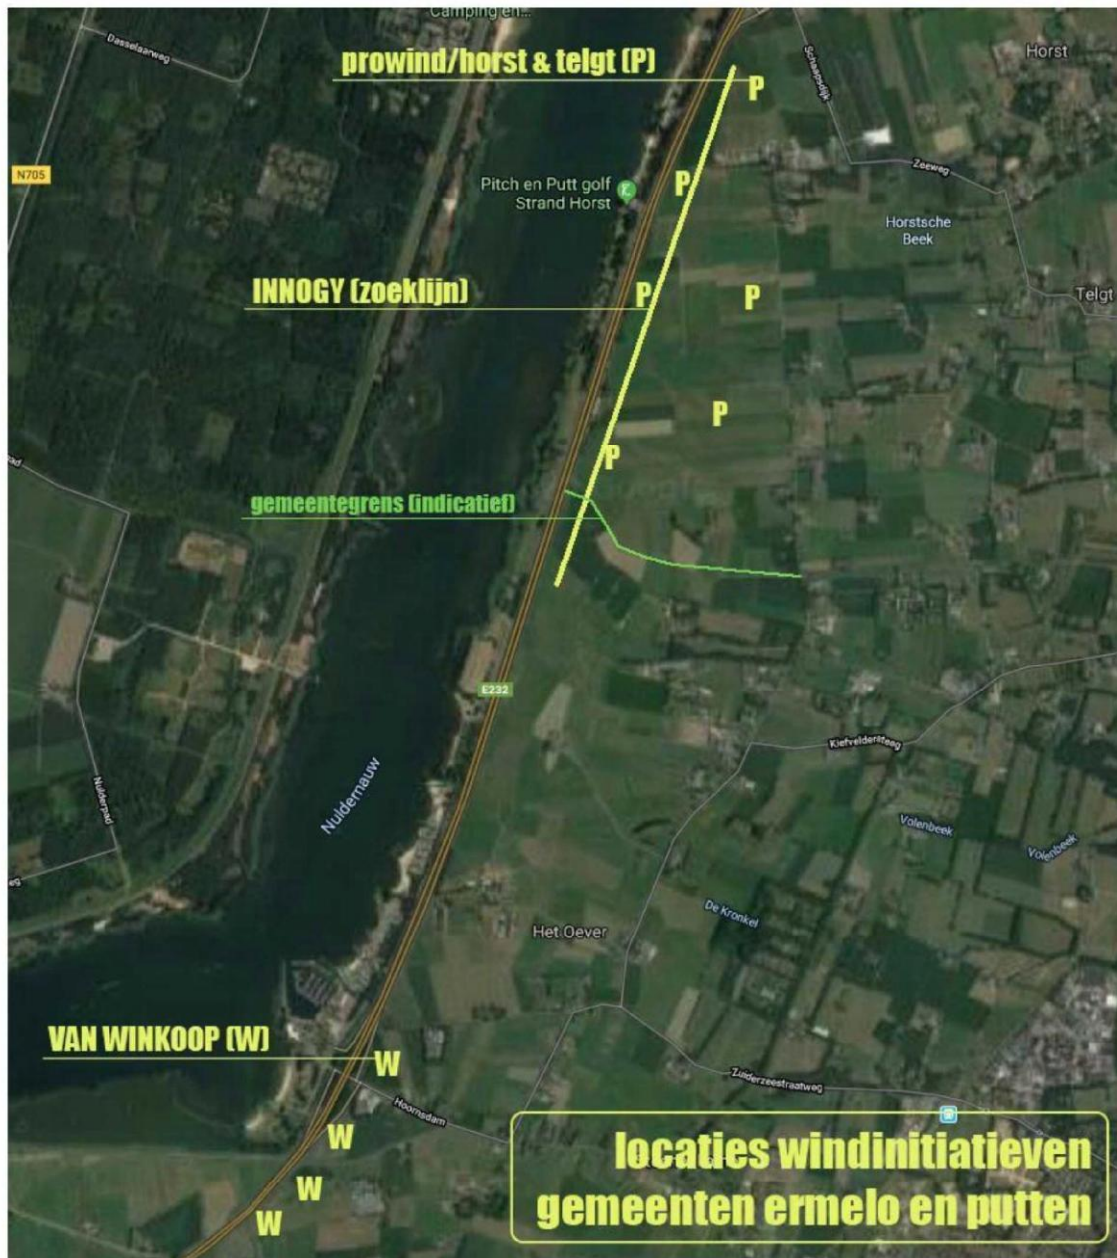 Camping en...
Dasselaarweg
prowind/horst & telgt (P)
Schaapsdijk
Horst
P
N705
Zeeweg
P
Pitch en Putt golf
Strand Horst
Horstsche
Beek
INNOGY (zoeklijn)
P
P
Telgt
P
P
gemeentegrens (indicatief)
E232
Kiefveldersteeg
Nulderpad
Nuldernauw
Volenbeek
Volenbeek
De Kronkel
Het Oever
VAN WINKOOP (W)
W
Zuiderzeestraatweg
Hoornsdam
W
W
W
locaties windinitiatieven
gemeenten ermelo en putten